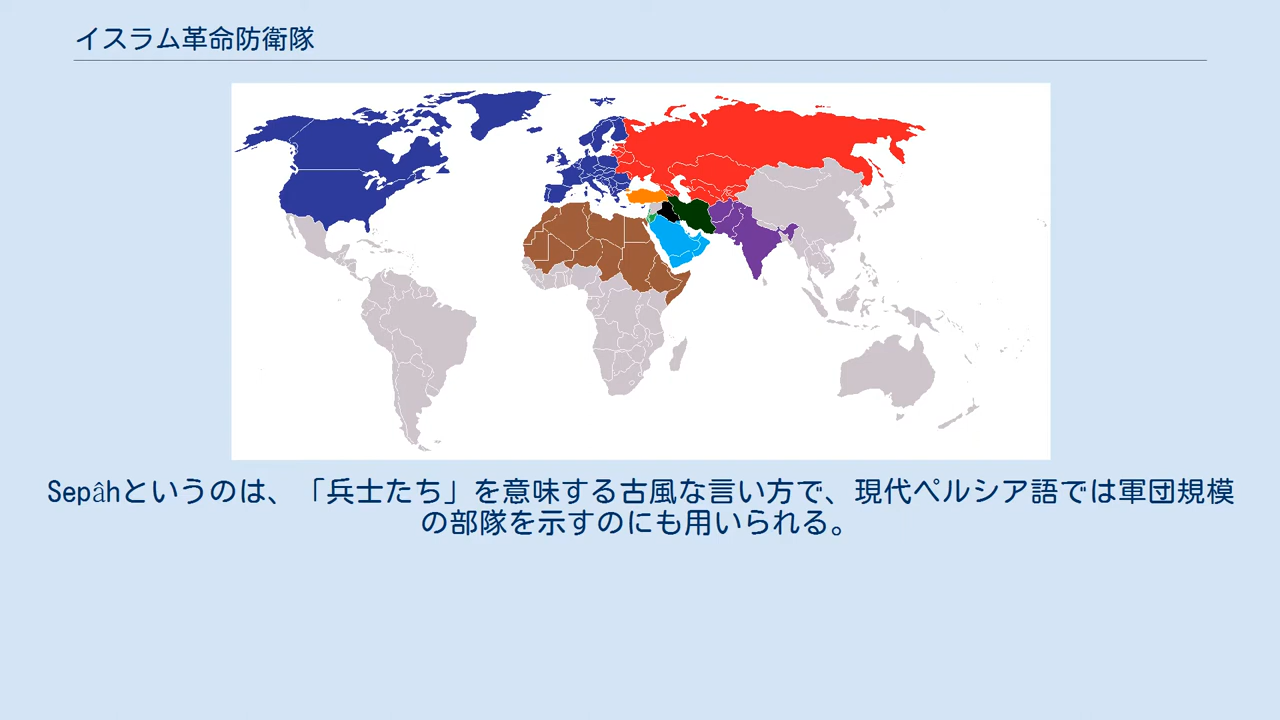 イスラム革命防衛隊
Sepâhというのは、「兵士たち」を意味する古風な言い方で、現代ペルシア語では軍団規模
の部隊を示すのにも用いられる。